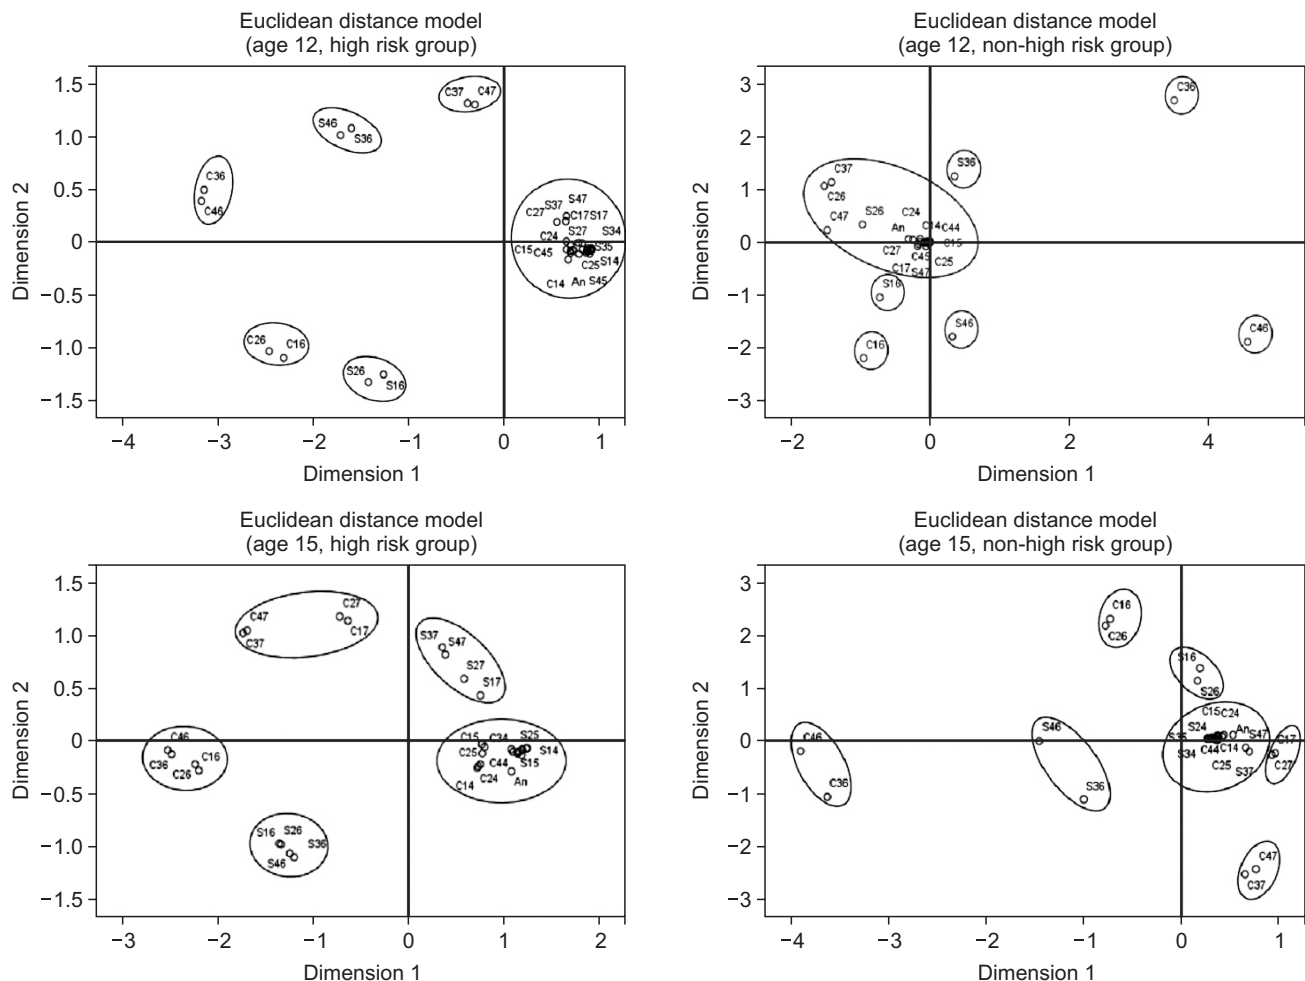 Euclidean distance model
(age 12, high risk group)
1.5
1.0
0.5
0
−0.5
−1.0
−1.5
Dimension 2
C37 C47
S46
S36
C36
C46
S47
S37
C27
C17S17
C24
S27
S34
C15
C45
S35
C25
S14
C14
An
S45
C26
C16
S26
S16
−4 −3 −2 −1 0 1
Dimension 1
Euclidean distance model
(age 12, non-high risk group)
3
2
1
0
−1
−2
−3
Dimension 2
C36
S36
C37
C26
C47
S26
C24
An
C14C44
C15
C27
C45
C25
C17
S47
S16
S46
C16
C46
−2 0 2 4
Dimension 1
Euclidean distance model
(age 15, high risk group)
1.5
1.0
0.5
0
−0.5
−1.0
−1.5
Dimension 2
C47
C27
C37
C17
S37
S47
S27
S17
C46
C36
C16
C26
C15
C34
S25
S14
C25
C44
S15
C24
C14
An
S16
S26
S36
S46
−3 −2 −1 0 1 2
Dimension 1
Euclidean distance model
(age 15, non-high risk group)
3
2
1
0
−1
−2
−3
Dimension 2
C16
C26
S16
S26
C46
C36
S46
S36
C15C24
S24
An
S47
S35
C17
C44
C14
S34
C25
S37
C27
C47
C37
−4 −3 −2 −1 0 1
Dimension 1